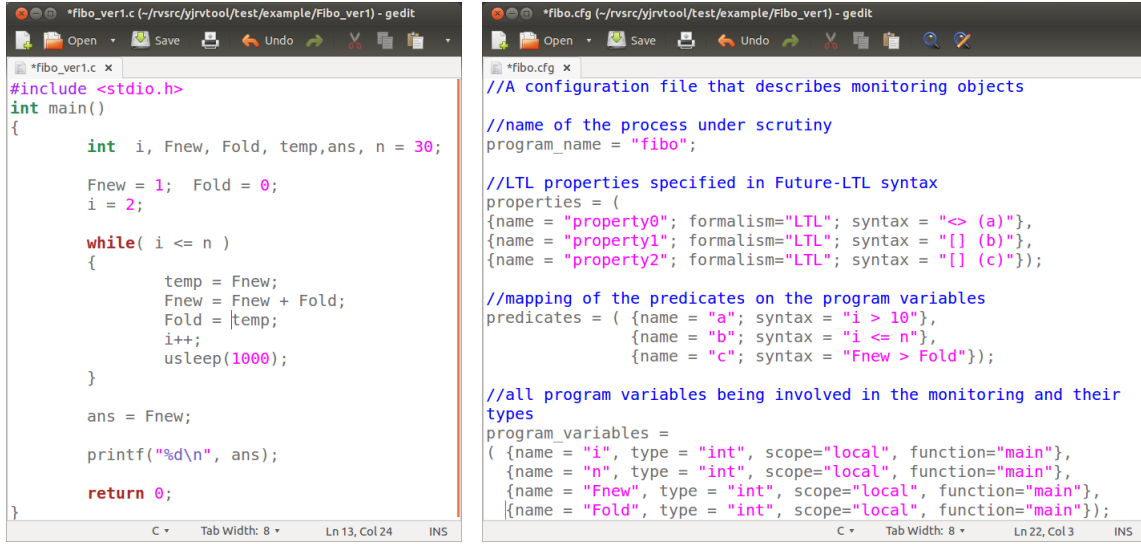 *fibo_ver1.c (~/rvsrc/yjrvtool/test/example/Fibo_ver1) - gedit
Open Save Undo
*fibo_ver1.c ×
#include <stdio.h>
int main()
{
int  i, Fnew, Fold, temp,ans, n = 30;
Fnew = 1;  Fold = 0;
i = 2;
while( i <= n )
{
temp = Fnew;
Fnew = Fnew + Fold;
Fold = temp;
i++;
usleep(1000);
}
ans = Fnew;
printf("%d\n", ans);
return 0;
}
C Tab Width: 8 Ln 13, Col 24 INS
*fibo.cfg (~/rvsrc/yjrvtool/test/example/Fibo_ver1) - gedit
Open Save Undo
*fibo.cfg ×
//A configuration file that describes monitoring objects
//name of the process under scrutiny
program_name = "fibo";
//LTL properties specified in Future-LTL syntax
properties = (
{name = "property0"; formalism="LTL"; syntax = "<> (a)"},
{name = "property1"; formalism="LTL"; syntax = "[] (b)"},
{name = "property2"; formalism="LTL"; syntax = "[] (c)"});
//mapping of the predicates on the program variables
predicates = ( {name = "a"; syntax = "i > 10"},
{name = "b"; syntax = "i <= n"},
{name = "c"; syntax = "Fnew > Fold"});
//all program variables being involved in the monitoring and their
types
program_variables =
( {name = "i", type = "int", scope="local", function="main"},
{name = "n", type = "int", scope="local", function="main"},
{name = "Fnew", type = "int", scope="local", function="main"},
{name = "Fold", type = "int", scope="local", function="main"});
C Tab Width: 8 Ln 22, Col 3 INS